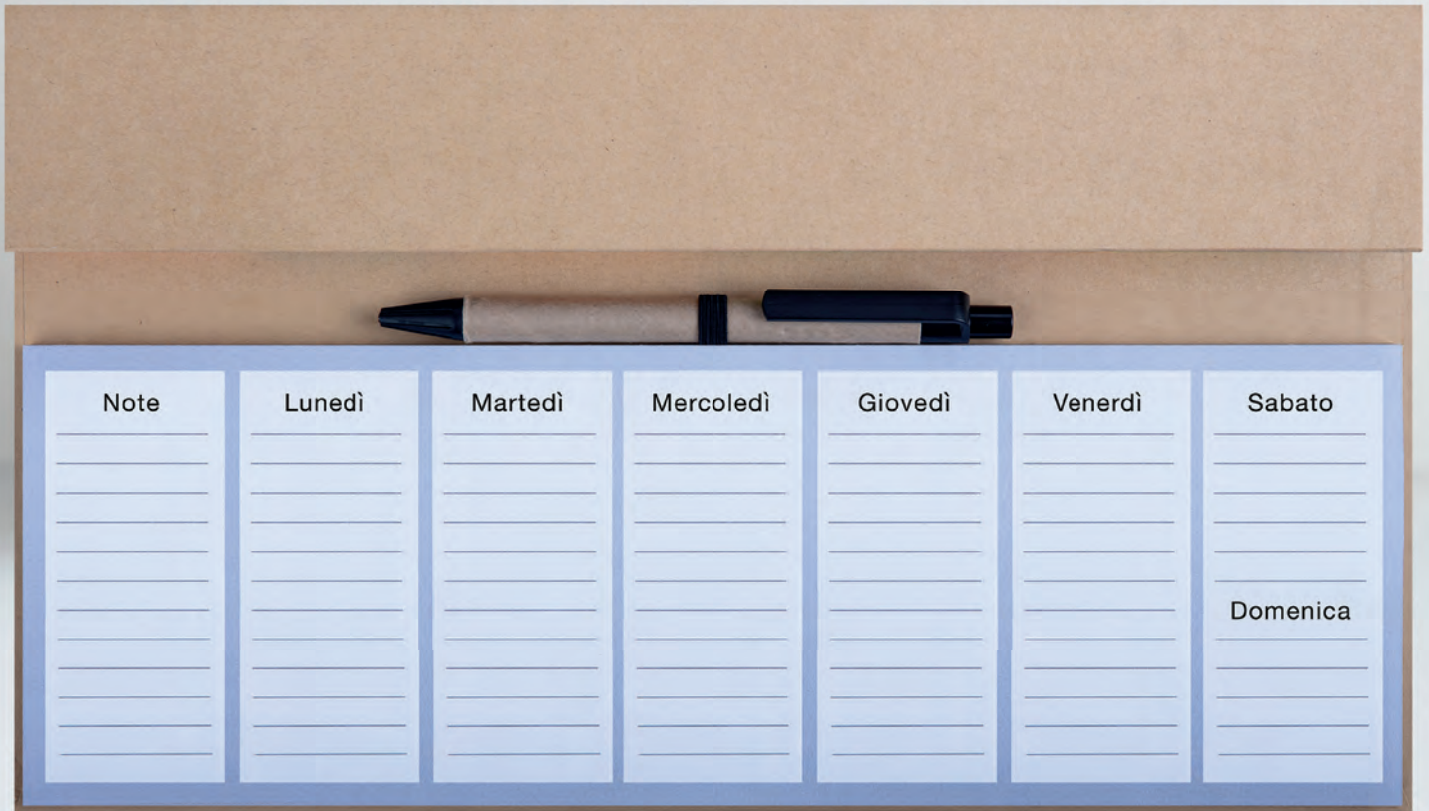 Note
Lunedì
Martedì
Mercoledì
Giovedì
Venerdì
Sabato
Domenica